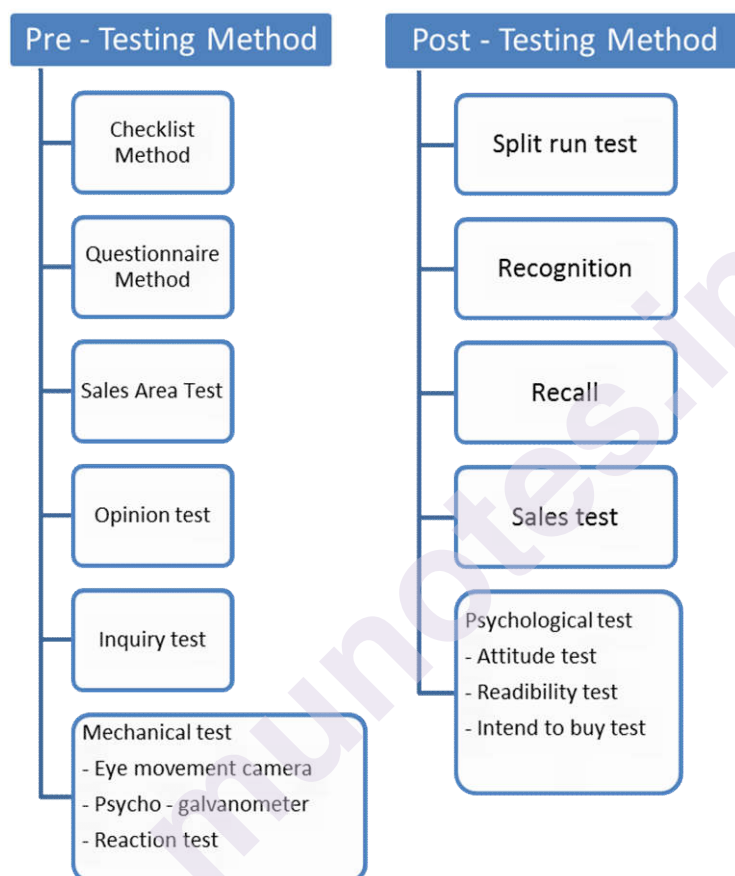 Pre - Testing Method
Checklist
Method
Questionnaire
Method
Sales Area Test
Opinion test
Inquiry test
Mechanical test
- Eye movement camera
- Psycho - galvanometer
- Reaction test
Post - Testing Method
Split run test
Recognition
Recall
Sales test
Psychological test
- Attitude test
- Readibility test
- Intend to buy test
munotes.in